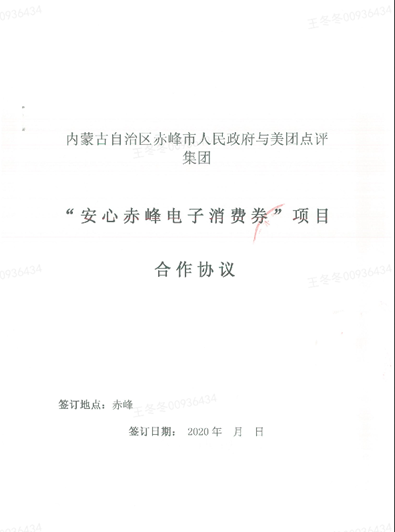 内蒙古自治区赤峰市人民政府与美团点评
集团
“安心赤峰电子消费券”项目
合作协议
签订地点：赤峰
签订日期： 2020年 月 日
王冬冬00936434
王冬冬00936434
王冬冬00936434